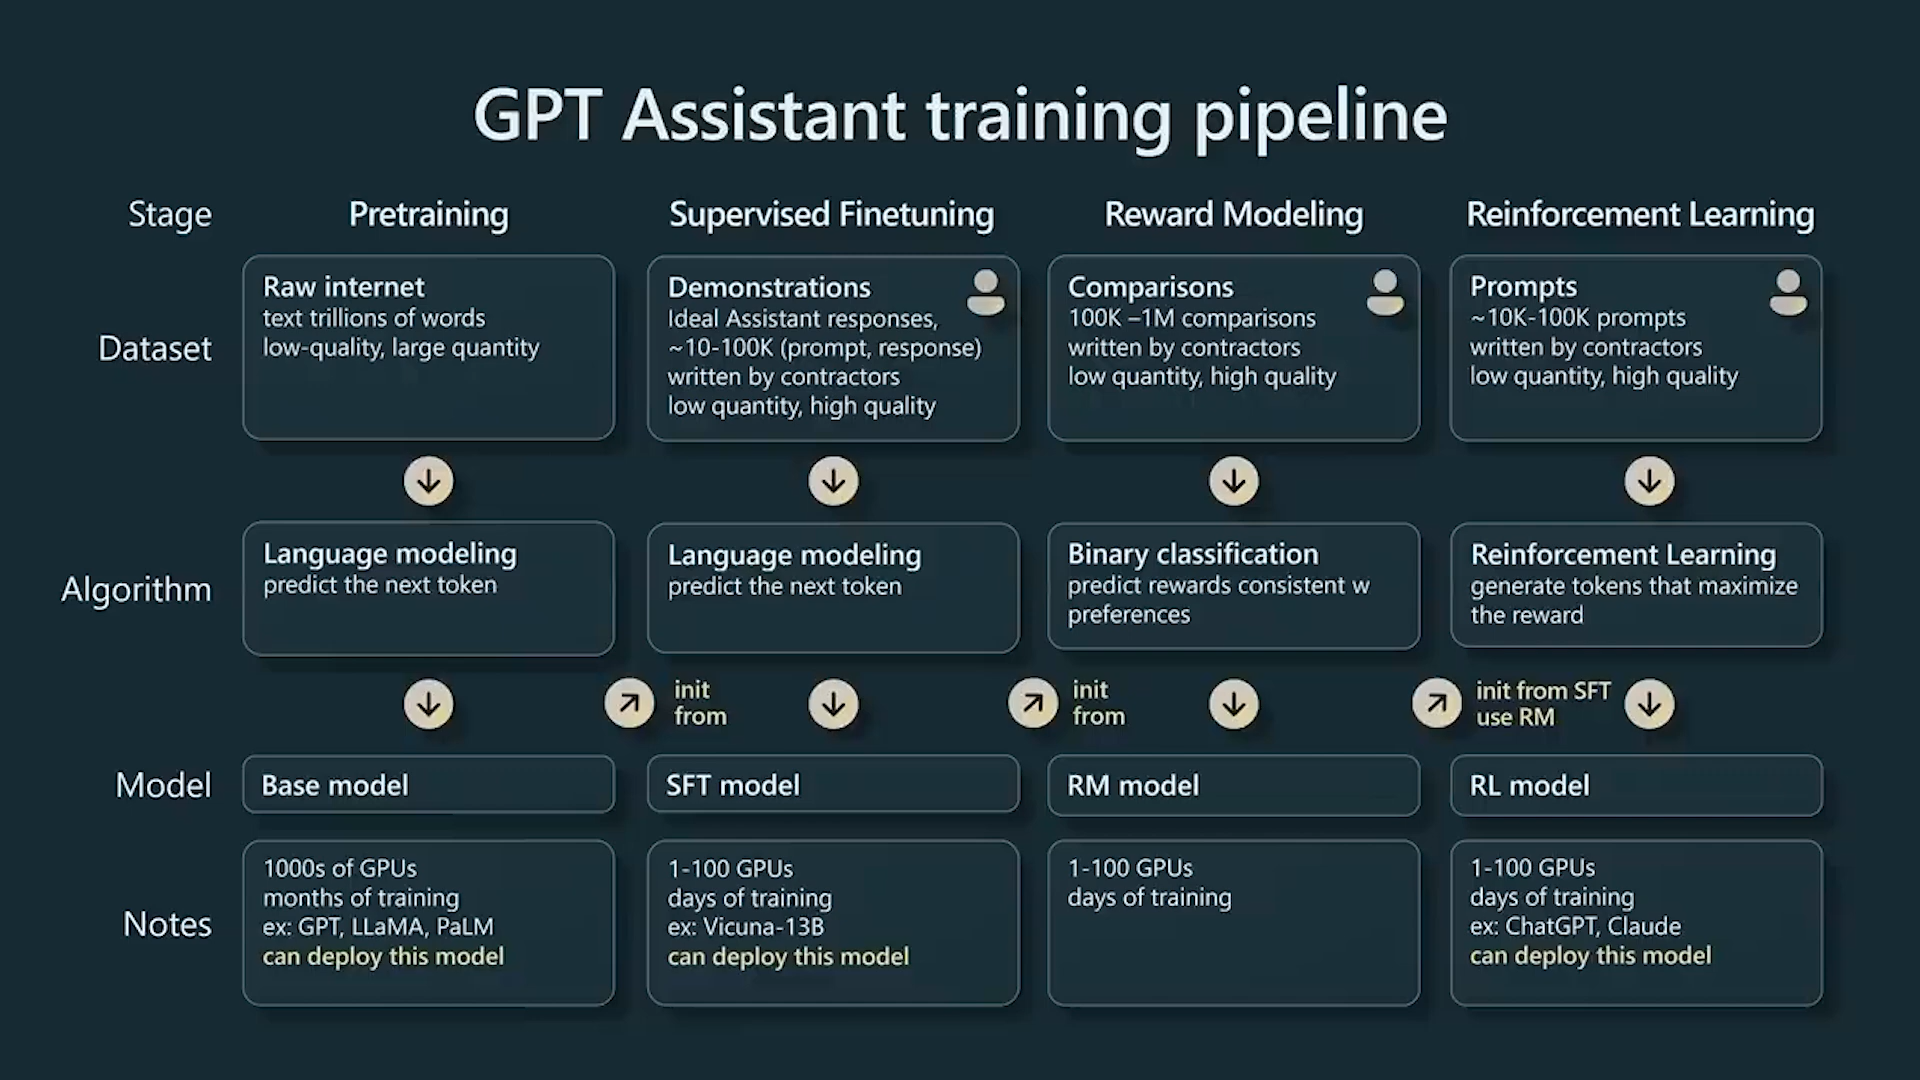 GPT Assistant training pipeline
Stage
Pretraining
Supervised Finetuning
Reward Modeling
Reinforcement Learning
Dataset
Raw internet
text trillions of words
low-quality, large quantity
Demonstrations
Ideal Assistant responses,
~10-100K (prompt, response)
written by contractors
low quantity, high quality
Comparisons
100K –1M comparisons
written by contractors
low quantity, high quality
Prompts
~10K-100K prompts
written by contractors
low quantity, high quality
Algorithm
Language modeling
predict the next token
Language modeling
predict the next token
Binary classification
predict rewards consistent w
preferences
Reinforcement Learning
generate tokens that maximize
the reward
init
from
init
from
init from SFT
use RM
Model
Base model
SFT model
RM model
RL model
Notes
1000s of GPUs
months of training
ex: GPT, LLaMA, PaLM
can deploy this model
1-100 GPUs
days of training
ex: Vicuna-13B
can deploy this model
1-100 GPUs
days of training
1-100 GPUs
days of training
ex: ChatGPT, Claude
can deploy this model